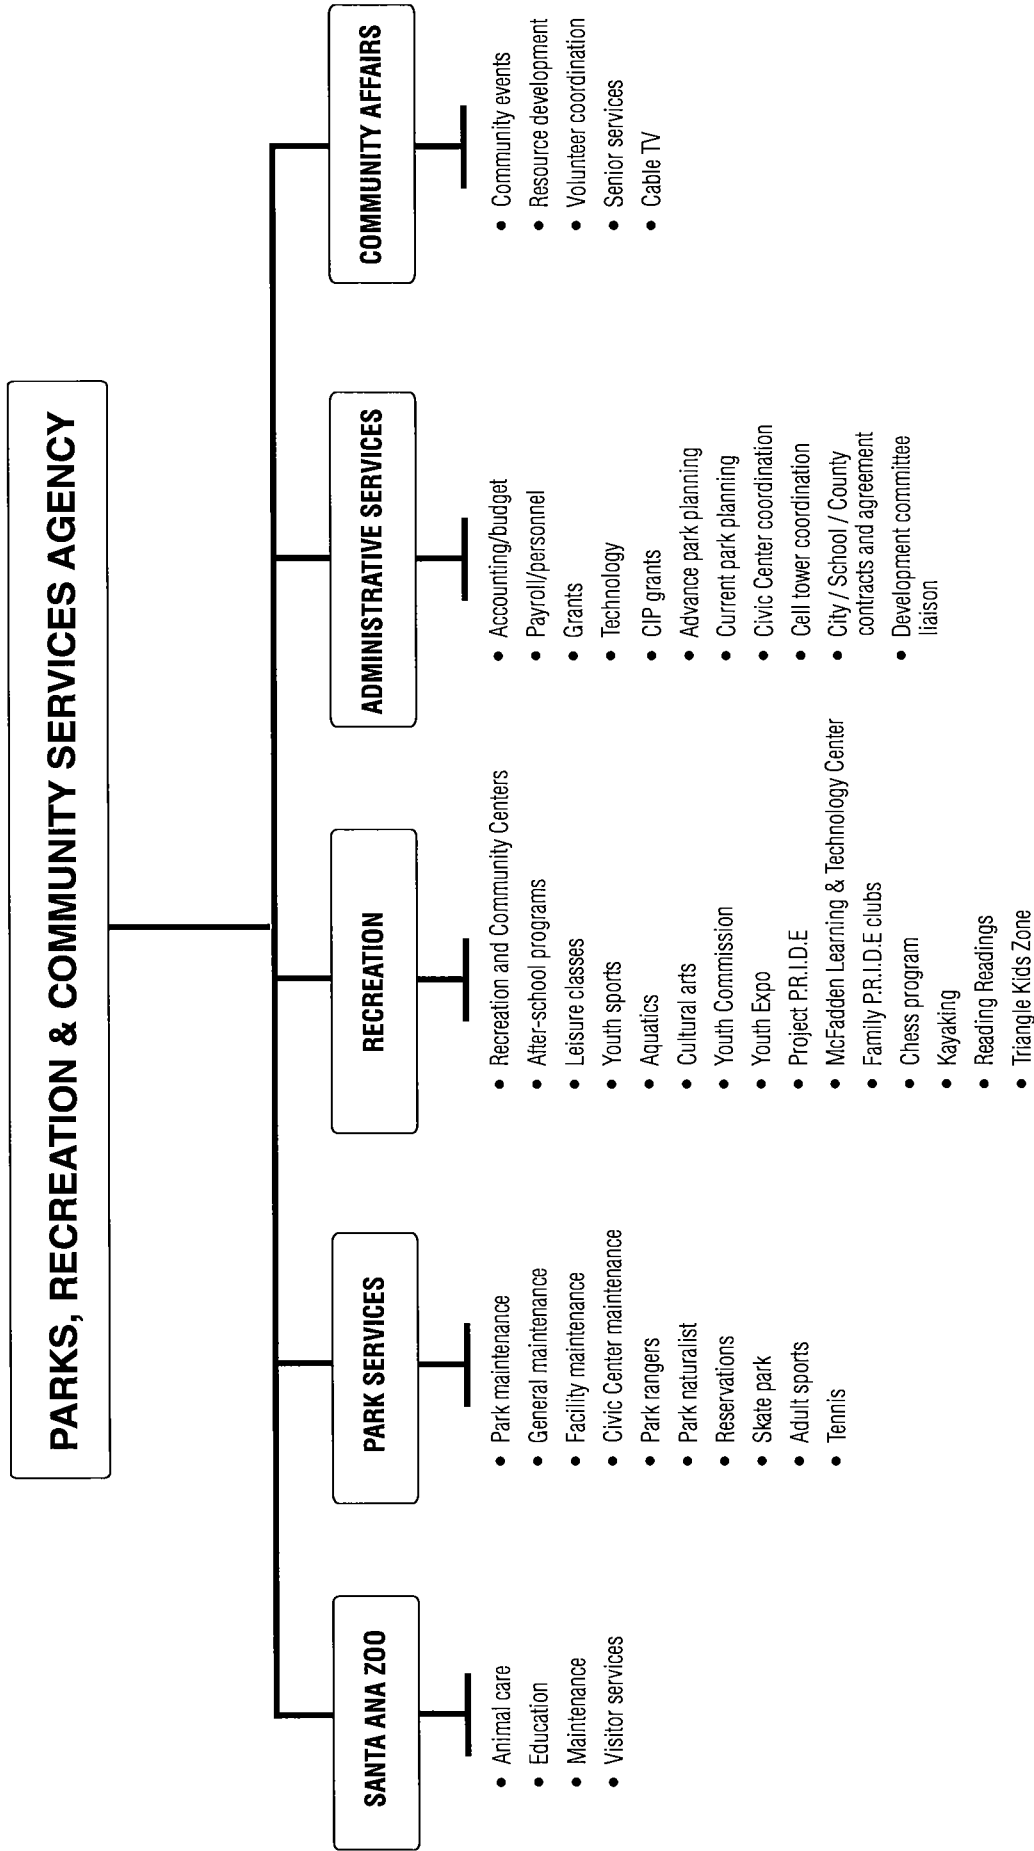 PARKS, RECREATION & COMMUNITY SERVICES AGENCY
SANTA ANA ZOO
• Animal care
• Education
• Maintenance
• Visitor services
PARK SERVICES
• Park maintenance
• General maintenance
• Facility maintenance
• Civic Center maintenance
• Park rangers
• Park naturalist
• Reservations
• Skate park
• Adult sports
• Tennis
RECREATION
• Recreation and Community Centers
• After-school programs
• Leisure classes
• Youth sports
• Aquatics
• Cultural arts
• Youth Commission
• Youth Expo
• Project P.R.I.D.E
• McFadden Learning & Technology Center
• Family P.R.I.D.E clubs
• Chess program
• Kayaking
• Reading Readings
• Triangle Kids Zone
ADMINISTRATIVE SERVICES
• Accounting/budget
• Payroll/personnel
• Grants
• Technology
• CIP grants
• Advance park planning
• Current park planning
• Civic Center coordination
• Cell tower coordination
• City / School / County
contracts and agreement
• Development committee
liaison
COMMUNITY AFFAIRS
• Community events
• Resource development
• Volunteer coordination
• Senior services
• Cable TV